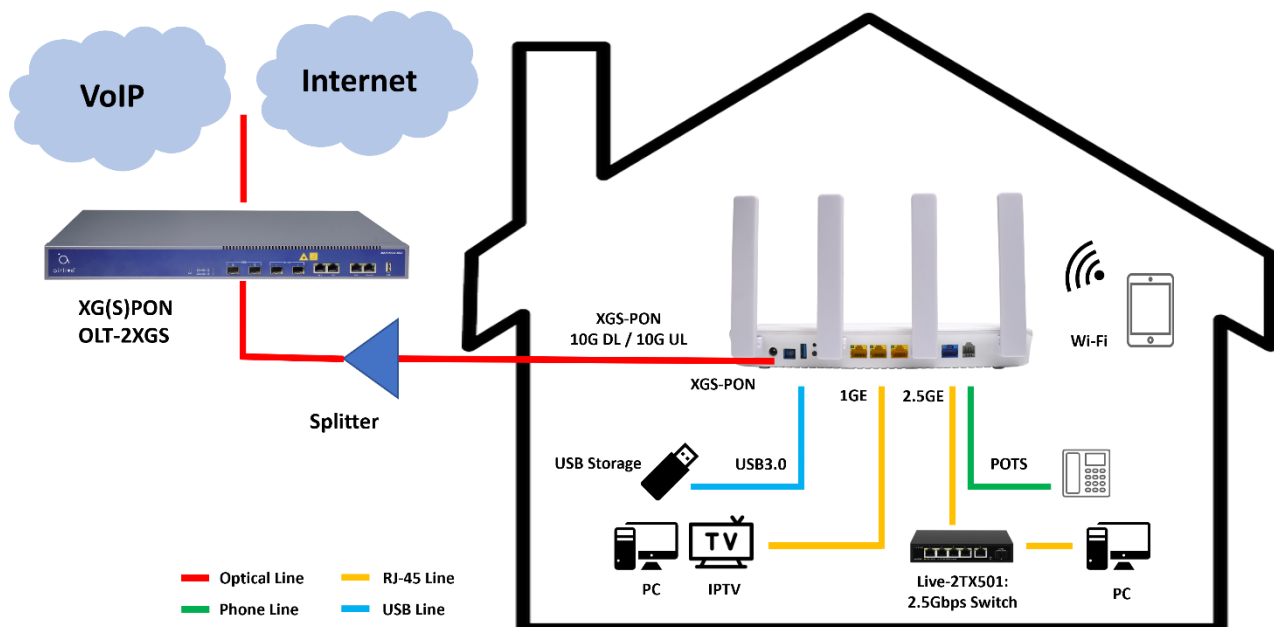 VoIP
Internet
airlive
XG(S)PON
OLT-2XGS
Splitter
XGS-PON
10G DL / 10G UL
XGS-PON
1GE
2.5GE
Wi-Fi
USB Storage
USB3.0
POTS
TV
PC
IPTV
Live-2TX501:
2.5Gbps Switch
PC
Optical Line
RJ-45 Line
Phone Line
USB Line